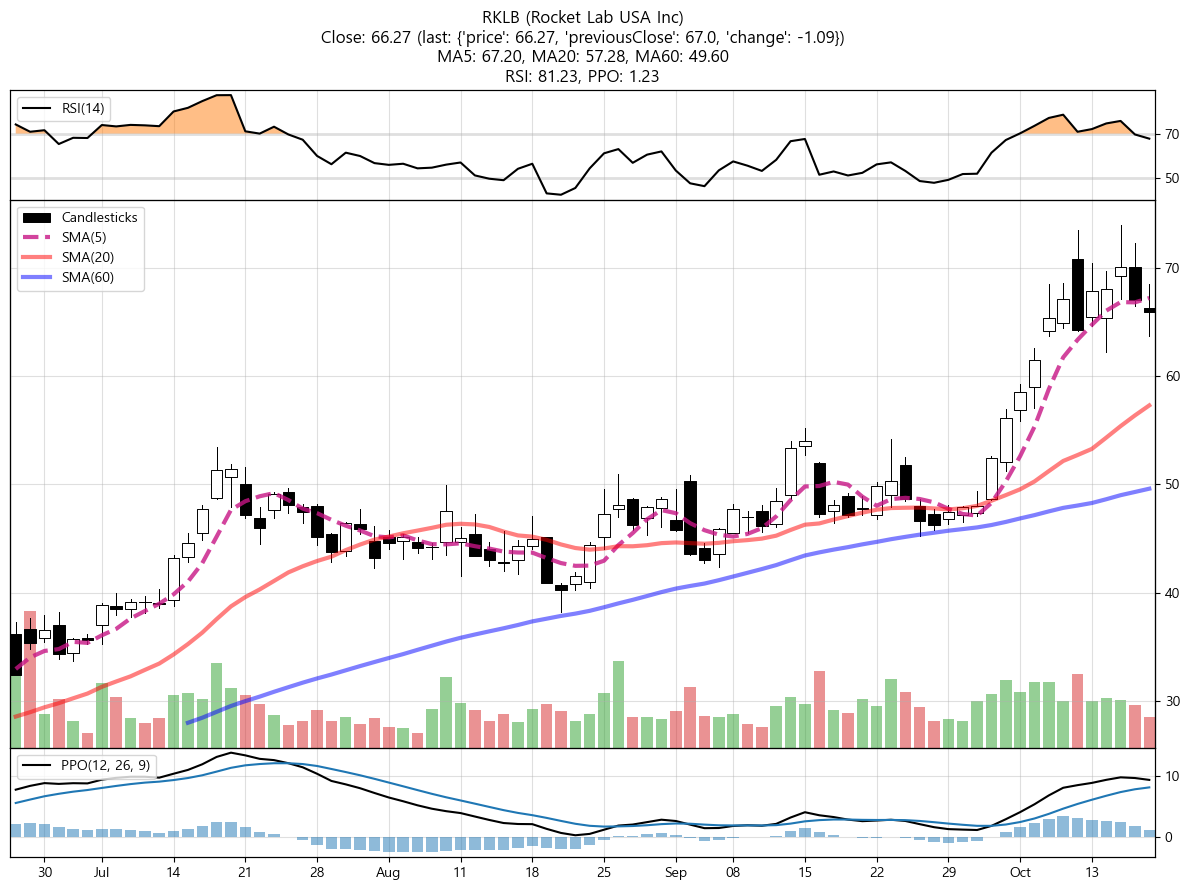 RKLB (Rocket Lab USA Inc)
Close: 66.27 (last: {'price': 66.27, 'previousClose': 67.0, 'change': -1.09})
MA5: 67.20, MA20: 57.28, MA60: 49.60
RSI: 81.23, PPO: 1.23
RSI(14)
70
50
Candlesticks
SMA(5)
SMA(20)
SMA(60)
70
60
50
40
30
PPO(12, 26, 9)
10
0
30 Jul 14 21 28 Aug 11 18 25 Sep 08 15 22 29 Oct 13